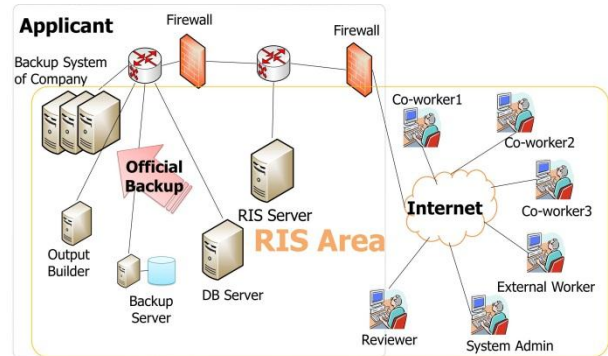 Applicant
Firewall
Firewall
Backup System
of Company
Co-worker1
Co-worker2
Official
Backup
Co-worker3
RIS Server
Internet
RIS Area
Output
Builder
Backup
Server
DB Server
External Worker
Reviewer
System Admin